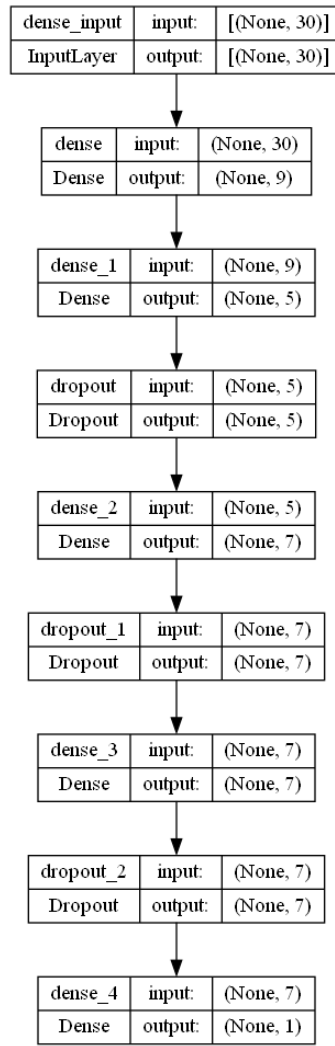 dense_input input: [(None, 30)]
InputLayer output: [(None, 30)]
dense input: (None, 30)
Dense output: (None, 9)
dense_1 input: (None, 9)
Dense output: (None, 5)
dropout input: (None, 5)
Dropout output: (None, 5)
dense_2 input: (None, 5)
Dense output: (None, 7)
dropout_1 input: (None, 7)
Dropout output: (None, 7)
dense_3 input: (None, 7)
Dense output: (None, 7)
dropout_2 input: (None, 7)
Dropout output: (None, 7)
dense_4 input: (None, 7)
Dense output: (None, 1)